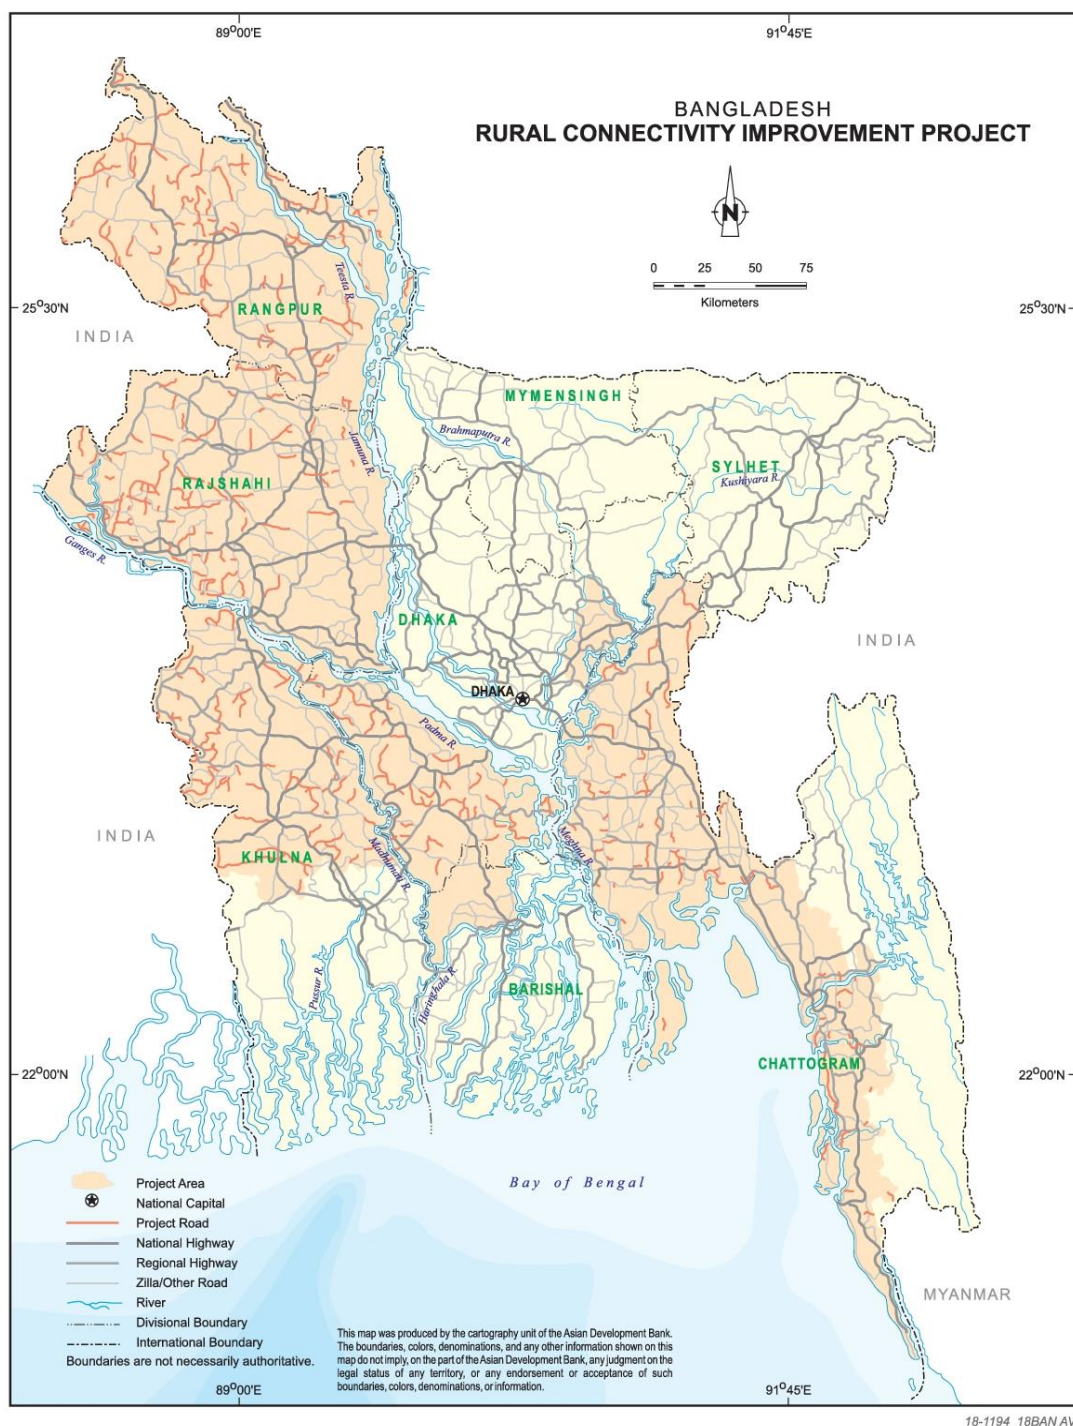 89°00'E
91°45'E
BANGLADESH
RURAL CONNECTIVITY IMPROVEMENT PROJECT
N
0 25 50 75
Kilometers
Teesta R.
25°30'N
25°30'N
RANGPUR
INDIA
MYMENSINGH
Brahmaputra R.
Jamuna R.
SYLHET
Kushiyara R.
RAJSHAHI
Ganges R.
DHAKA
INDIA
DHAKA
Padma R.
INDIA
Meghna R.
KHULNA
Madhumati R.
Pussur R.
Haringhata R.
BARISHAL
CHATTOGRAM
22°00'N
22°00'N
Bay of Bengal
MYANMAR
Project Area
National Capital
Project Road
National Highway
Regional Highway
Zilla/Other Road
River
Divisional Boundary
International Boundary
Boundaries are not necessarily authoritative.
This map was produced by the cartography unit of the Asian Development Bank.
The boundaries, colors, denominations, and any other information shown on this
map do not imply, on the part of the Asian Development Bank, any judgment on the
legal status of any territory, or any endorsement or acceptance of such
boundaries, colors, denominations, or information.
89°00'E
91°45'E
18-1194 18BAN AV